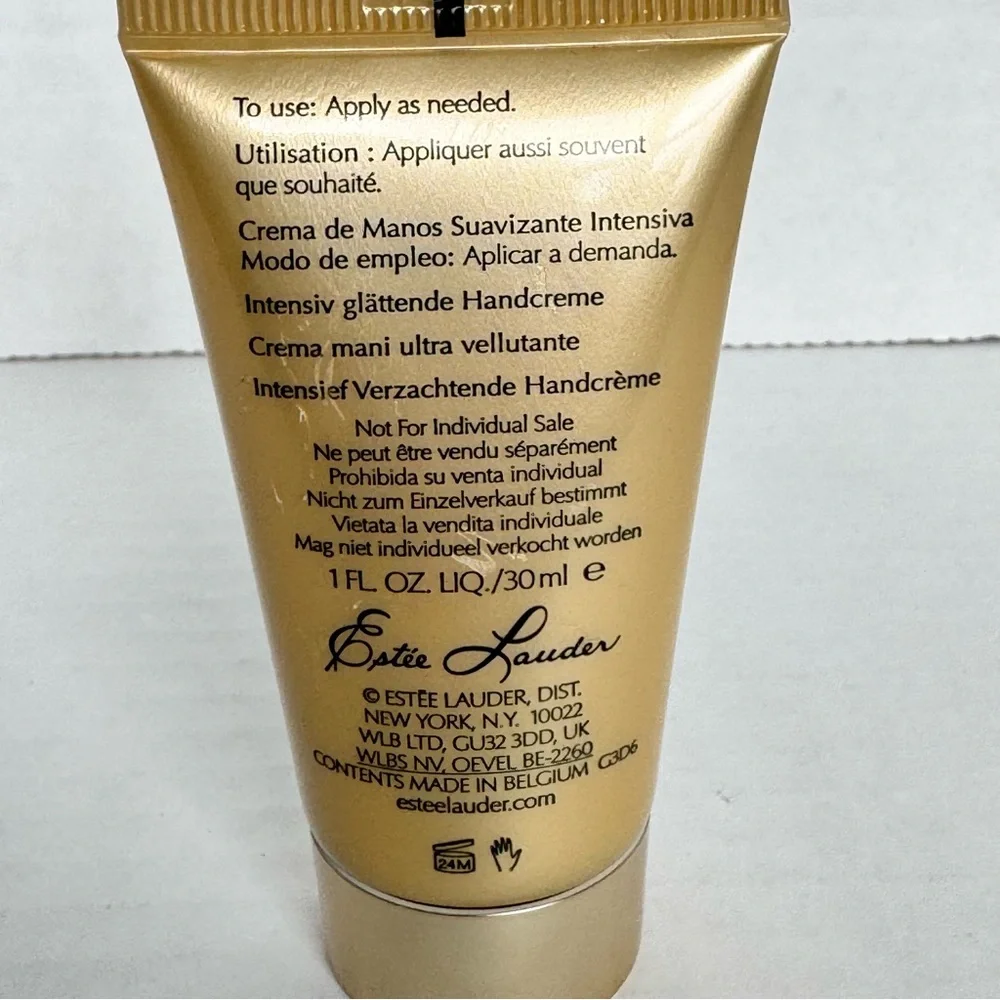 To use: Apply as needed.
Utilisation : Appliquer aussi souvent
que souhaité.
Crema de Manos Suavizante Intensiva
Modo de empleo: Aplicar a demanda.
Intensiv glättende Handcreme
Crema mani ultra vellutante
Intensief Verzachtende Handcrème
Not For Individual Sale
Ne peut être vendu séparément
Prohibida su venta individual
Nicht zum Einzelverkauf bestimmt
Vietata la vendita individuale
Mag niet individueel verkocht worden
1 FL. OZ. LIQ./30 ml e
Estée Lauder
© ESTĒE LAUDER, DIST.
NEW YORK, N.Y. 10022
WLB LTD, GU32 3DD, UK
WLBS NV, OEVEL BE-2260
CONTENTS MADE IN BELGIUM G3D6
esteelauder.com
24M